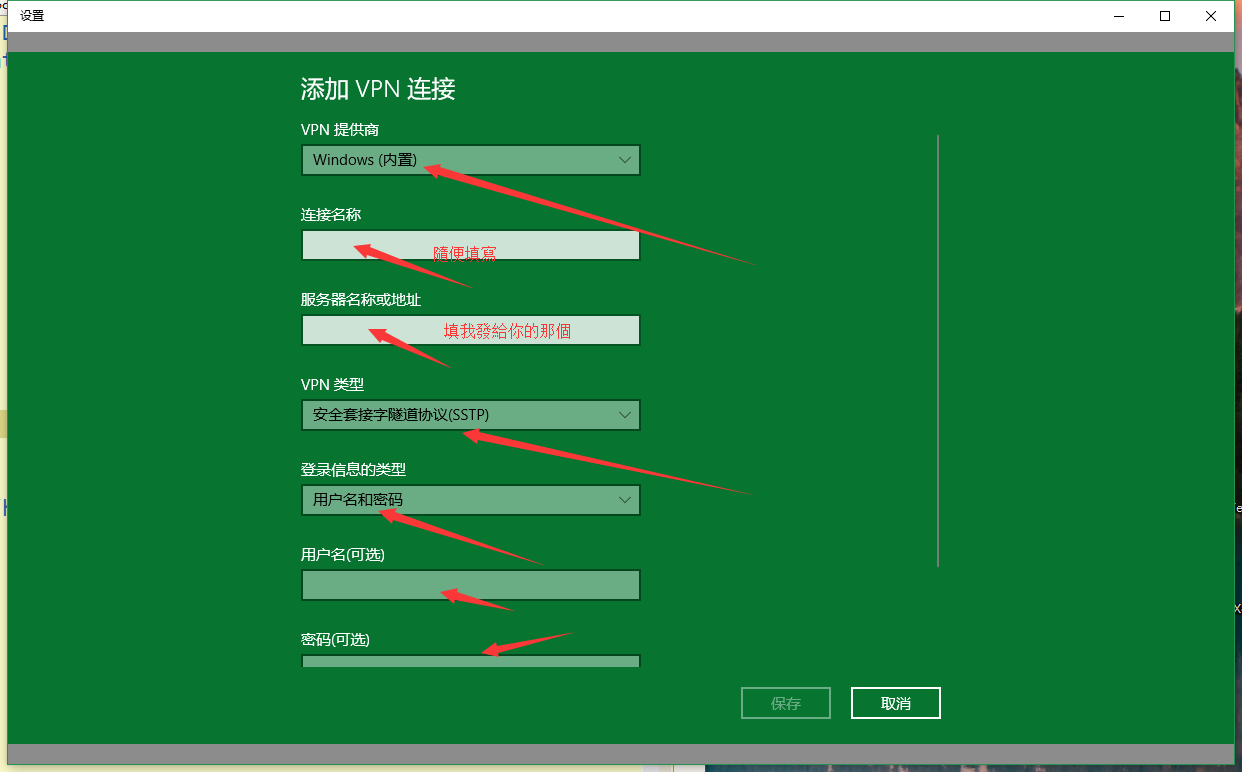 设置
添加 VPN 连接
VPN 提供商
Windows (内置)
连接名称
隨便填寫
服务器名称或地址
填我發給你的那個
VPN 类型
安全套接字隧道协议(SSTP)
登录信息的类型
用户名和密码
用户名(可选)
密码(可选)
保存 取消